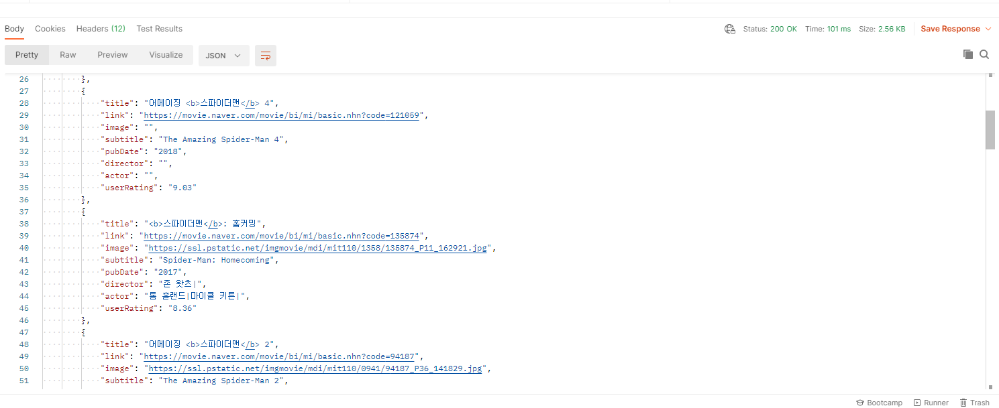 Body Cookies Headers (12) Test Results Status: 200 OK Time: 101 ms Size: 2.56 KB Save Response
Pretty Raw Preview Visualize JSON
26 },
27 {
28 "title": "어메이징 <b>스파이더맨</b> 4",
29 "link": "https://movie.naver.com/movie/bi/mi/basic.nhn?code=121059",
30 "image": "",
31 "subtitle": "The Amazing Spider-Man 4",
32 "pubDate": "2018",
33 "director": "",
34 "actor": "",
35 "userRating": "9.03"
36 },
37 {
38 "title": "<b>스파이더맨</b>: 홈커밍",
39 "link": "https://movie.naver.com/movie/bi/mi/basic.nhn?code=135874",
40 "image": "https://ssl.pstatic.net/imgmovie/mdi/mit110/1358/135874_P11_162921.jpg",
41 "subtitle": "Spider-Man: Homecoming",
42 "pubDate": "2017",
43 "director": "존 왓츠|",
44 "actor": "톰 홀랜드|마이클 키튼|",
45 "userRating": "8.36"
46 },
47 {
48 "title": "어메이징 <b>스파이더맨</b> 2",
49 "link": "https://movie.naver.com/movie/bi/mi/basic.nhn?code=94187",
50 "image": "https://ssl.pstatic.net/imgmovie/mdi/mit110/0941/94187_P36_141829.jpg",
51 "subtitle": "The Amazing Spider-Man 2",
Bootcamp Runner Trash